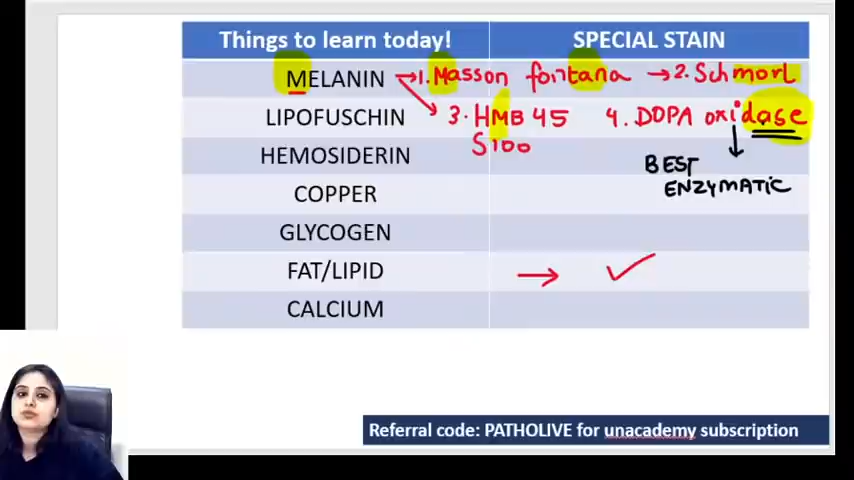 Things to learn today! SPECIAL STAIN
MELANIN →1. Masson fontana → 2. Schmorl
LIPOFUSCHIN 3. HMB 45 4. DOPA oxidase
S100
HEMOSIDERIN BEST
COPPER ENZYMATIC
GLYCOGEN
FAT/LIPID → ✓
CALCIUM
Referral code: PATHOLIVE for unacademy subscription